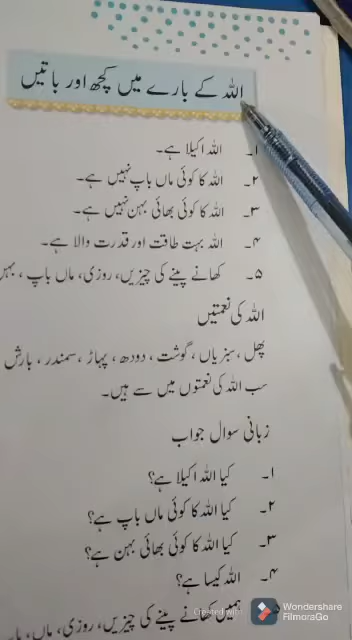 اللہ کے بارے میں کچھ اور باتیں
۱۔ اللہ اکیلا ہے۔
۲۔ اللہ کا کوئی ماں باپ نہیں ہے۔
۳۔ اللہ کا کوئی بھائی بہن نہیں ہے۔
۴۔ اللہ بہت طاقت اور قدرت والا ہے۔
۵۔ کھانے پینے کی چیزیں، روزی، ماں باپ،
اللہ کی نعمتیں
پھل، سبزیاں، گوشت، دودھ، پہاڑ، سمندر، بارش
سب اللہ کی نعمتوں میں سے ہیں۔
زبانی سوال جواب
۱۔ کیا اللہ اکیلا ہے؟
۲۔ کیا اللہ کا کوئی ماں باپ ہے؟
۳۔ کیا اللہ کا کوئی بھائی بہن ہے؟
۴۔ اللہ کیسا ہے؟
ہمیں کھانے پینے کی چیزیں، روزی، ماں،
Created with
Wondershare
FilmoraGo